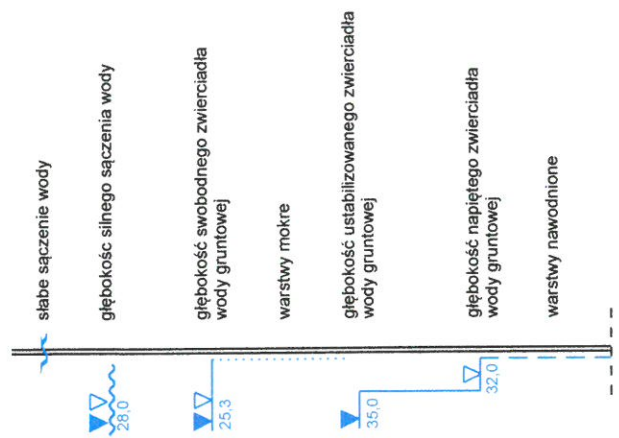 słabe sączenie wody
głębokośc silnego sączenia wody
28,0
głębokość swobodnego zwierciadła
wody gruntowej
25,3
warstwy mokre
głębokość ustabilizowanego zwierciadła
wody gruntowej
35,0
głębokość napiętego zwierciadła
wody gruntowej
32,0
warstwy nawodnione